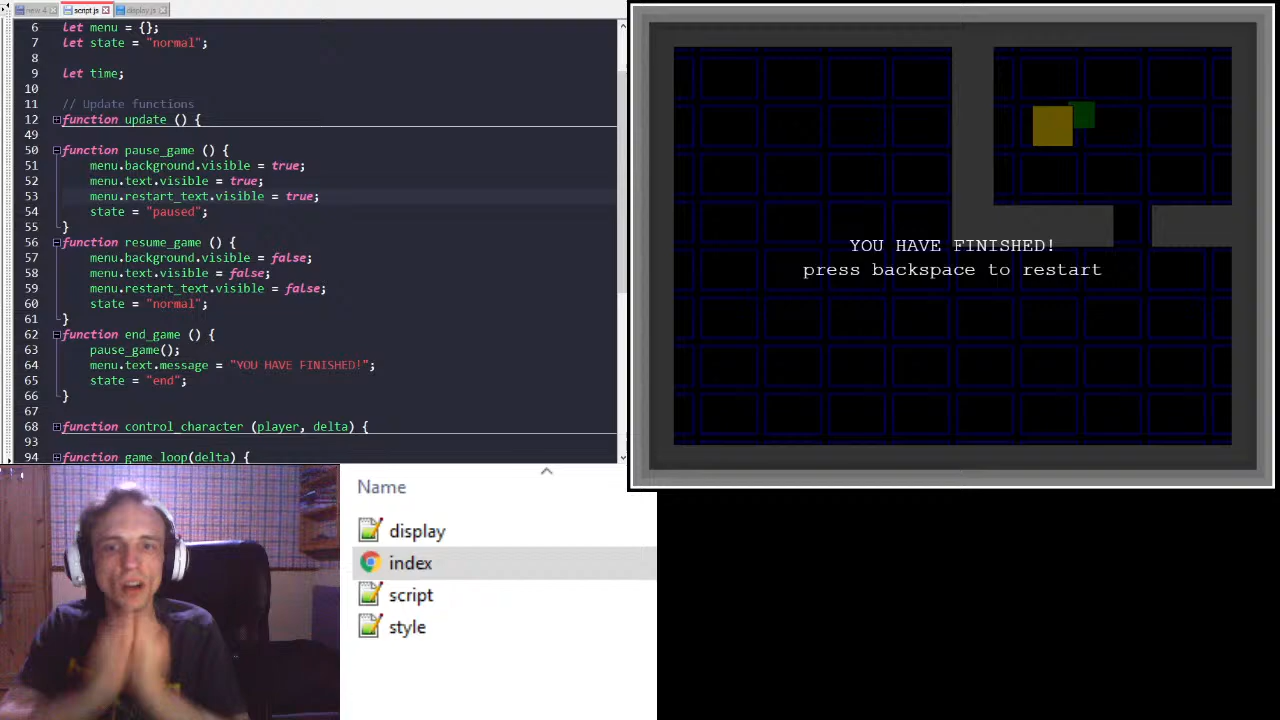 new 4
script.js
display.js
6 let menu = {};
7 let state = "normal";
8
9 let time;
10
11 // Update functions
12 function update () {
49
50 function pause_game () {
51 menu.background.visible = true;
52 menu.text.visible = true;
53 menu.restart_text.visible = true;
54 state = "paused";
55 }
56 function resume_game () {
57 menu.background.visible = false;
58 menu.text.visible = false;
59 menu.restart_text.visible = false;
60 state = "normal";
61 }
62 function end_game () {
63 pause_game();
64 menu.text.message = "YOU HAVE FINISHED!";
65 state = "end";
66 }
67
68 function control_character (player, delta) {
93
94 function game_loop(delta) {
YOU HAVE FINISHED!
press backspace to restart
Name
display
index
script
style